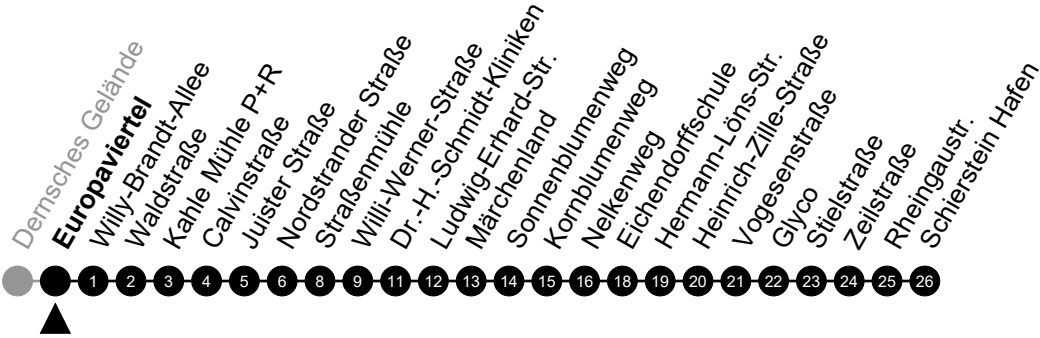 Dernsches Gelände
Europaviertel
Willy-Brandt-Allee
Waldstraße
Kahle Mühle P+R
Calvinstraße
Juister Straße
Nordstrander Straße
Straßenmühle
Willi-Werner-Straße
Dr.-H.-Schmidt-Kliniken
Ludwig-Erhard-Str.
Märchenland
Sonnenblumenweg
Kornblumenweg
Nelkenweg
Eichendorffschule
Hermann-Löns-Str.
Heinrich-Zille-Straße
Vogesenstraße
Glyco
Stielstraße
Zeilstraße
Rheingaustr.
Schierstein Hafen
1 2 3 4 5 6 8 9 11 12 13 14 15 16 18 19 20 21 22 23 24 25 26